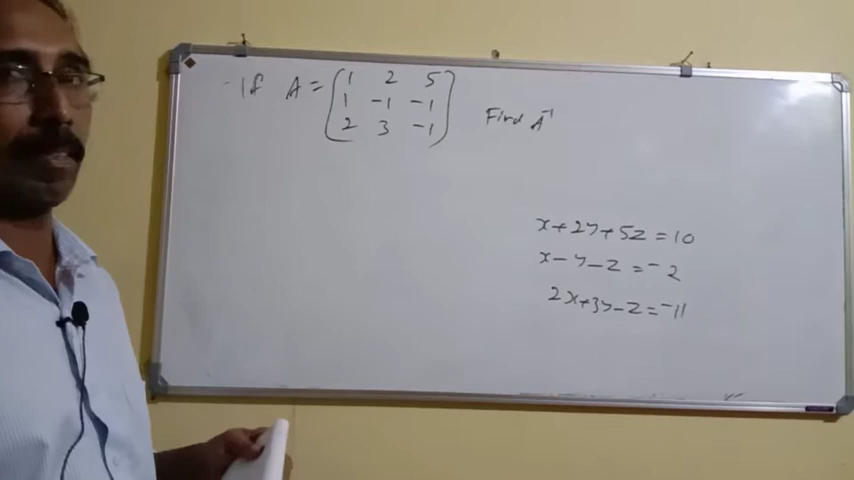 If A = (1 2 5
1 -1 -1
2 3 -1) Find A⁻¹
x+2y+5z=10
x-y-z=-2
2x+3y-z=-11